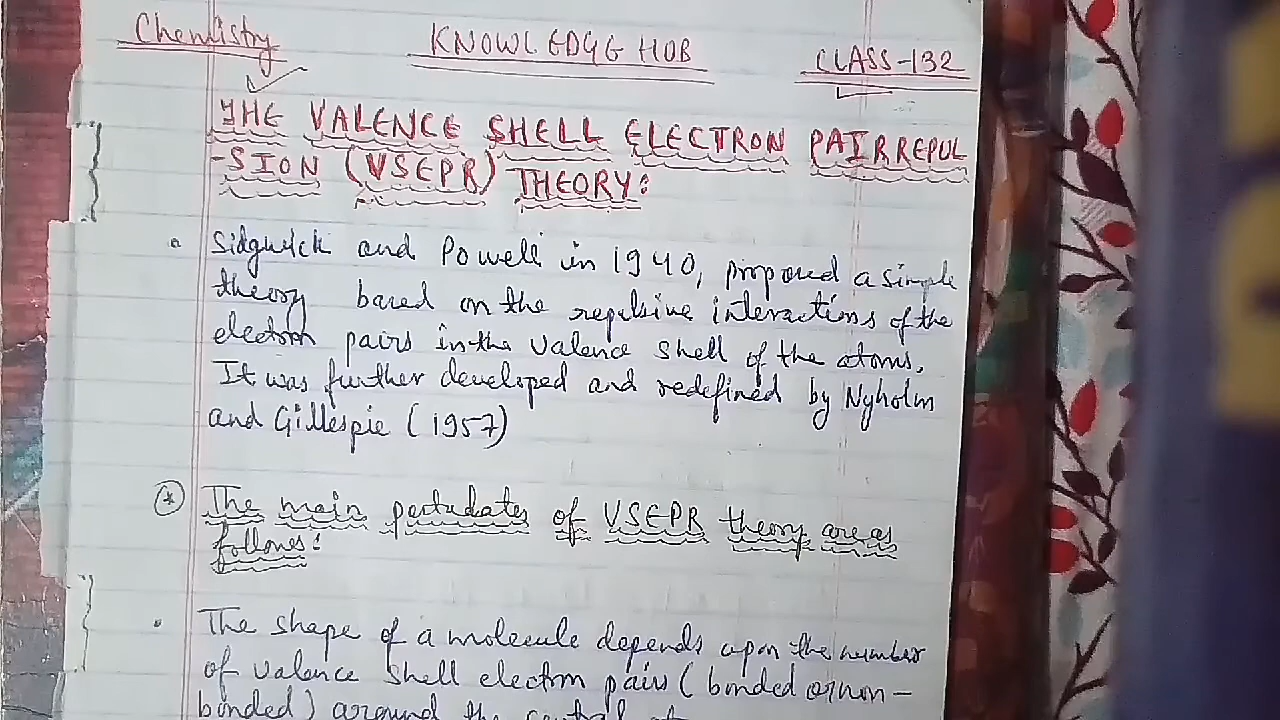 Chemistry KNOWLEDGE HUB CLASS-132
THE VALENCE SHELL ELECTRON PAIR REPUL
-SION (VSEPR) THEORY:
Sidgwick and Powell in 1940, proposed a simple
theory based on the repulsive interactions of the
electron pairs in the valence shell of the atoms.
It was further developed and redefined by Nyholm
and Gillespie (1957)
The main postulates of VSEPR theory are as
follows:
The shape of a molecule depends upon the number
of valence shell electron pairs (bonded or non-
bonded) around the central